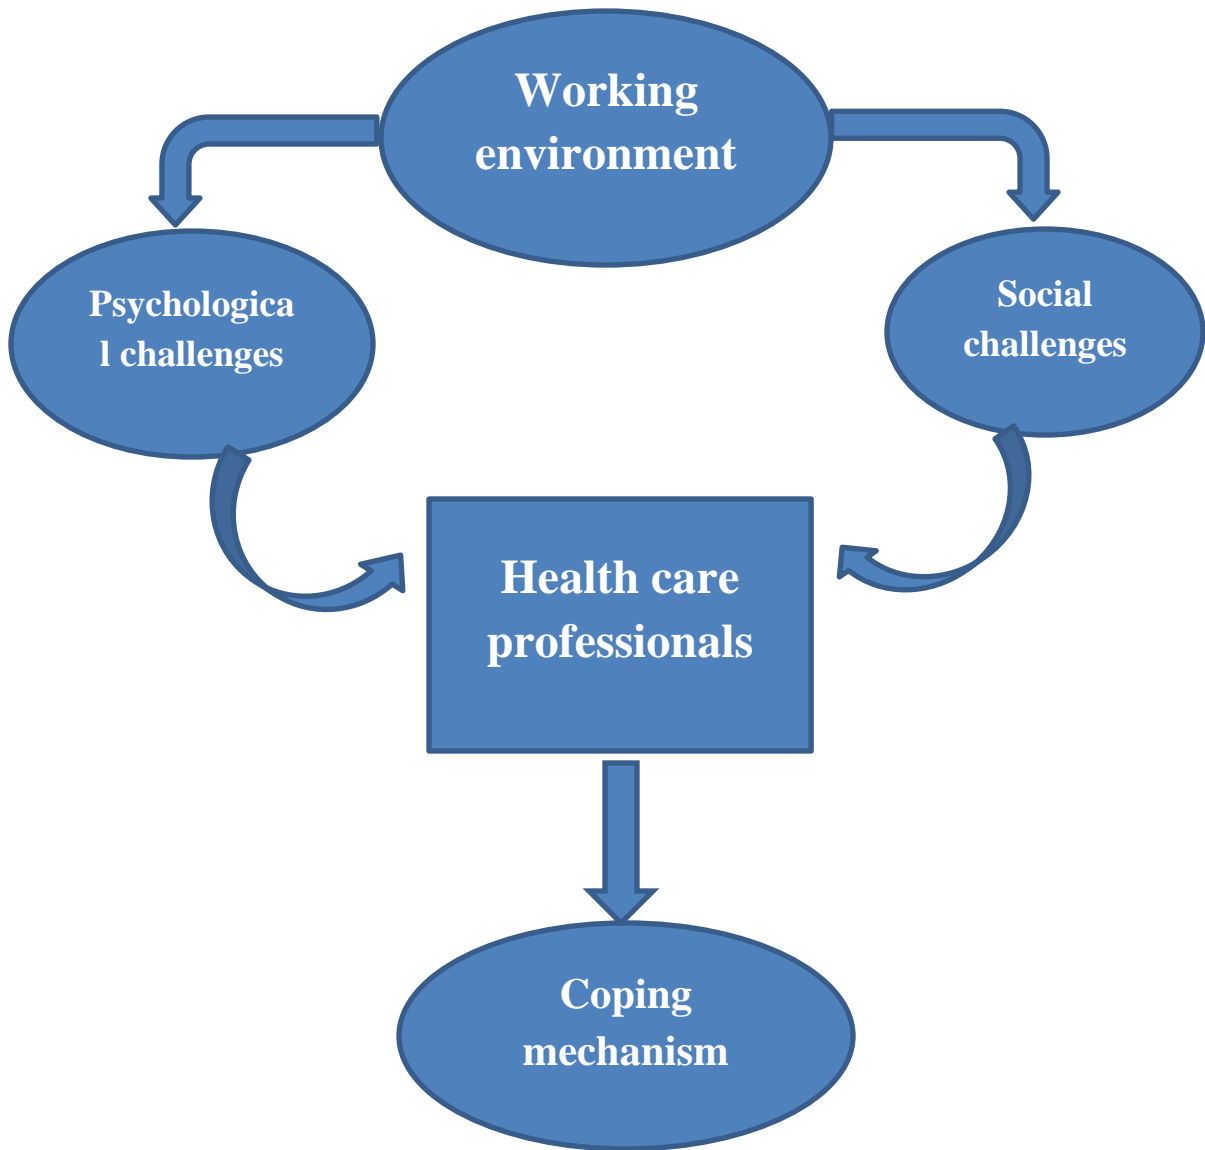 Working
environment
Psychologica
l challenges
Social
challenges
Health care
professionals
Coping
mechanism